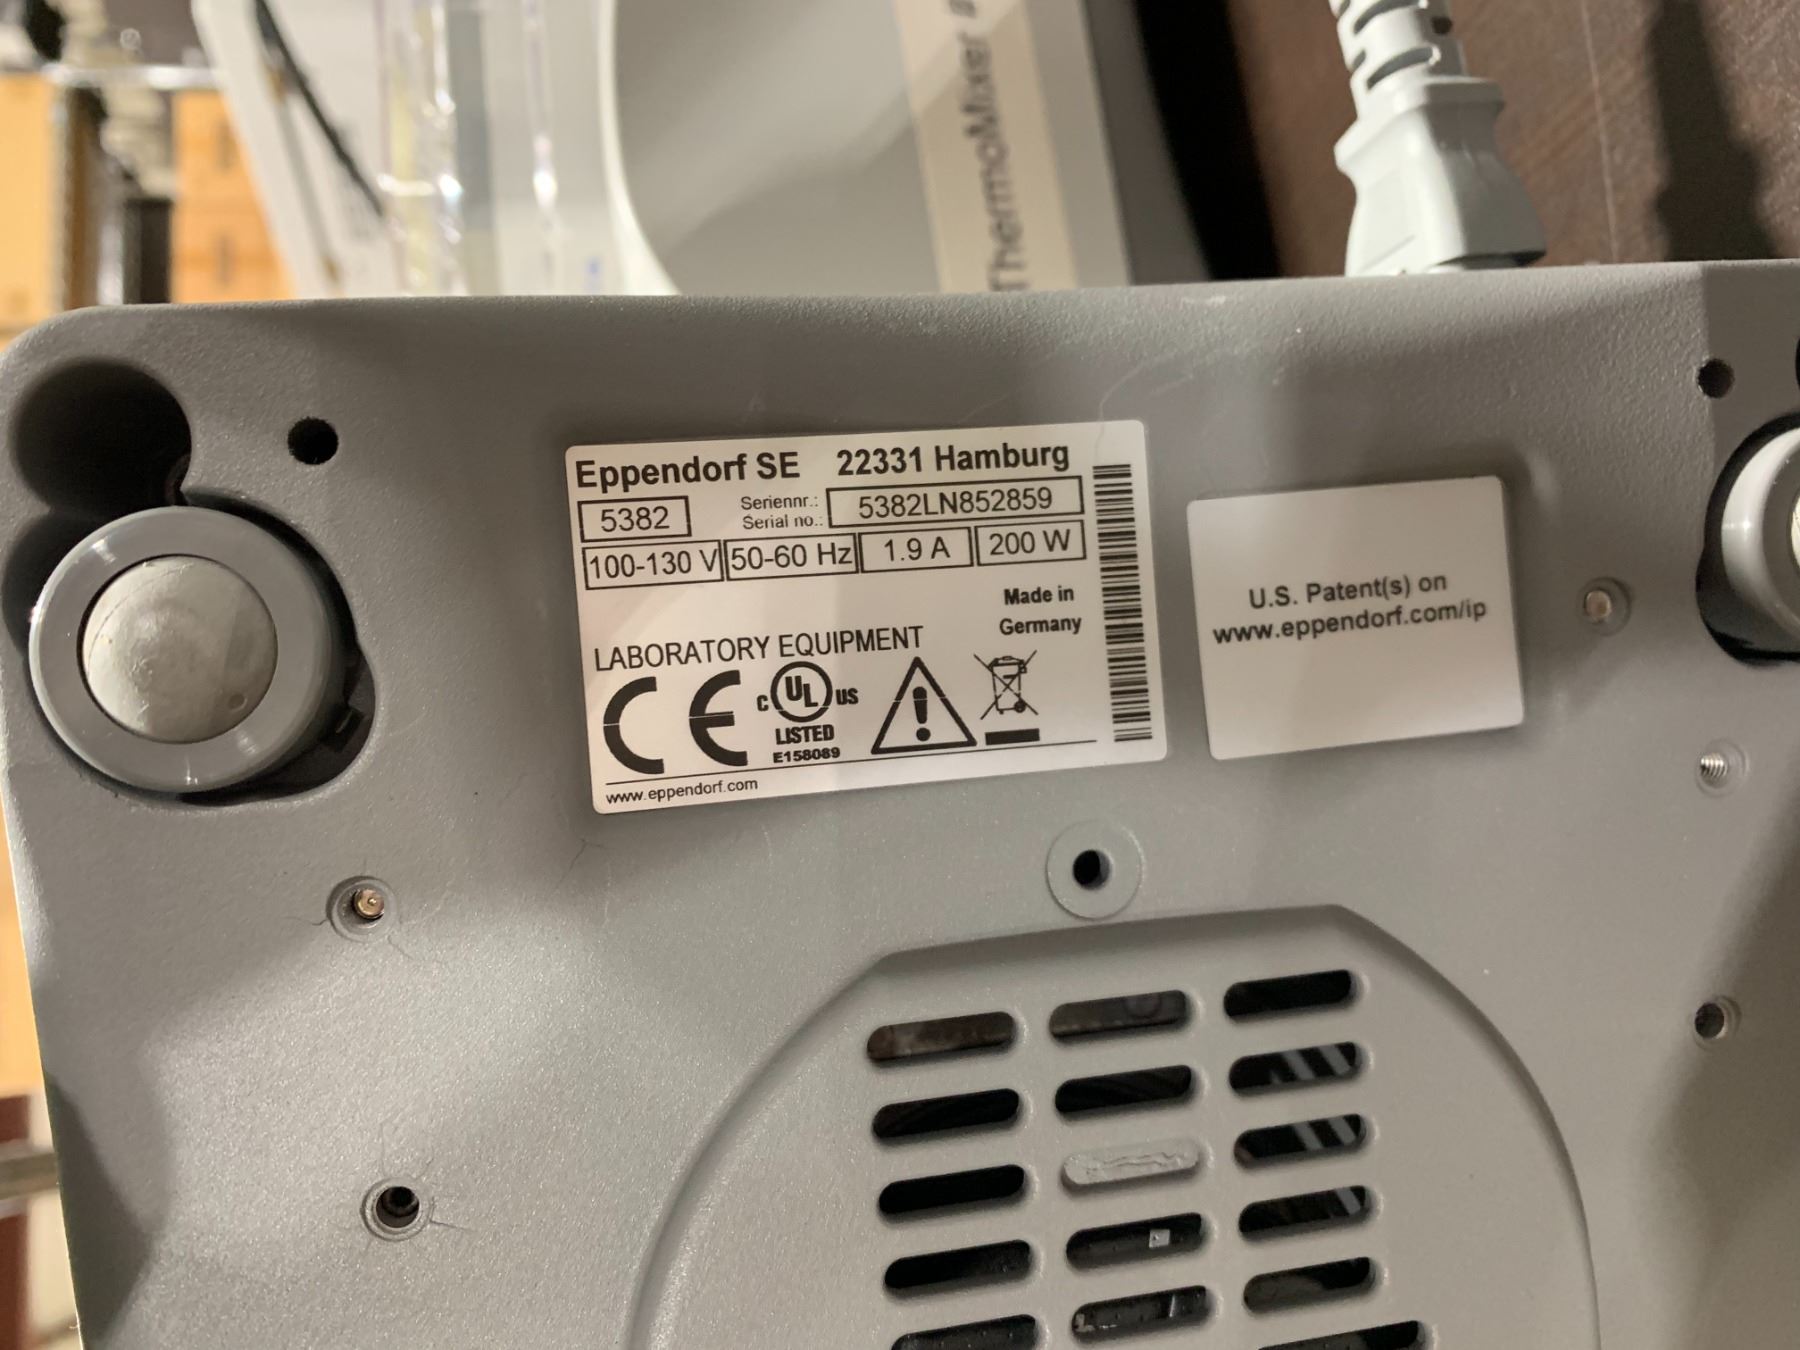 ThermoMixer
Eppendorf SE 22331 Hamburg
5382 Seriennr.: Serial no.: 5382LN852859
100-130 V 50-60 Hz 1.9 A 200 W
Made in
Germany
LABORATORY EQUIPMENT
CE C UL US
LISTED
E158089
www.eppendorf.com
U.S. Patent(s) on
www.eppendorf.com/ip